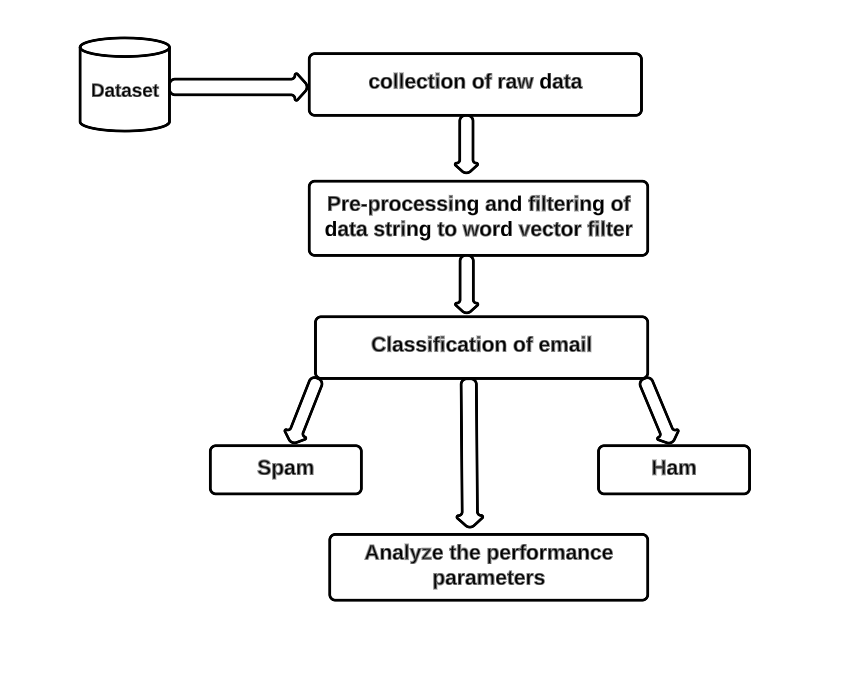 Dataset
collection of raw data
Pre-processing and filtering of
data string to word vector filter
Classification of email
Spam
Ham
Analyze the performance
parameters